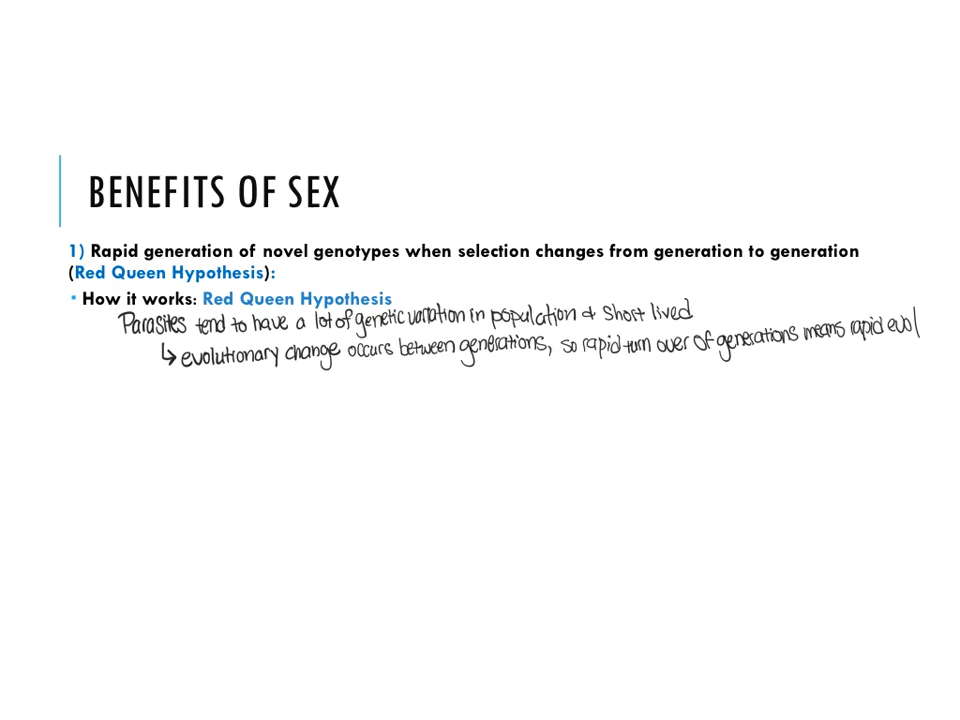 BENEFITS OF SEX
1) Rapid generation of novel genotypes when selection changes from generation to generation
(Red Queen Hypothesis):
▪ How it works: Red Queen Hypothesis
Parasites tend to have a lot of genetic variation in population & short lived
↳ evolutionary change occurs between generations, so rapid turn over of generations means rapid evol